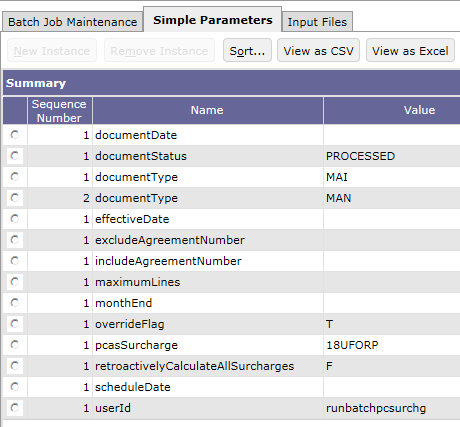 Batch Job Maintenance Simple Parameters Input Files
New Instance Remove Instance Sort... View as CSV View as Excel
Summary
Sequence Number Name Value
1 documentDate
1 documentStatus PROCESSED
1 documentType MAI
2 documentType MAN
1 effectiveDate
1 excludeAgreementNumber
1 includeAgreementNumber
1 maximumLines
1 monthEnd
1 overrideFlag T
1 pcasSurcharge 18UFORP
1 retroactivelyCalculateAllSurcharges F
1 scheduleDate
1 userId runbatchpcsurchg